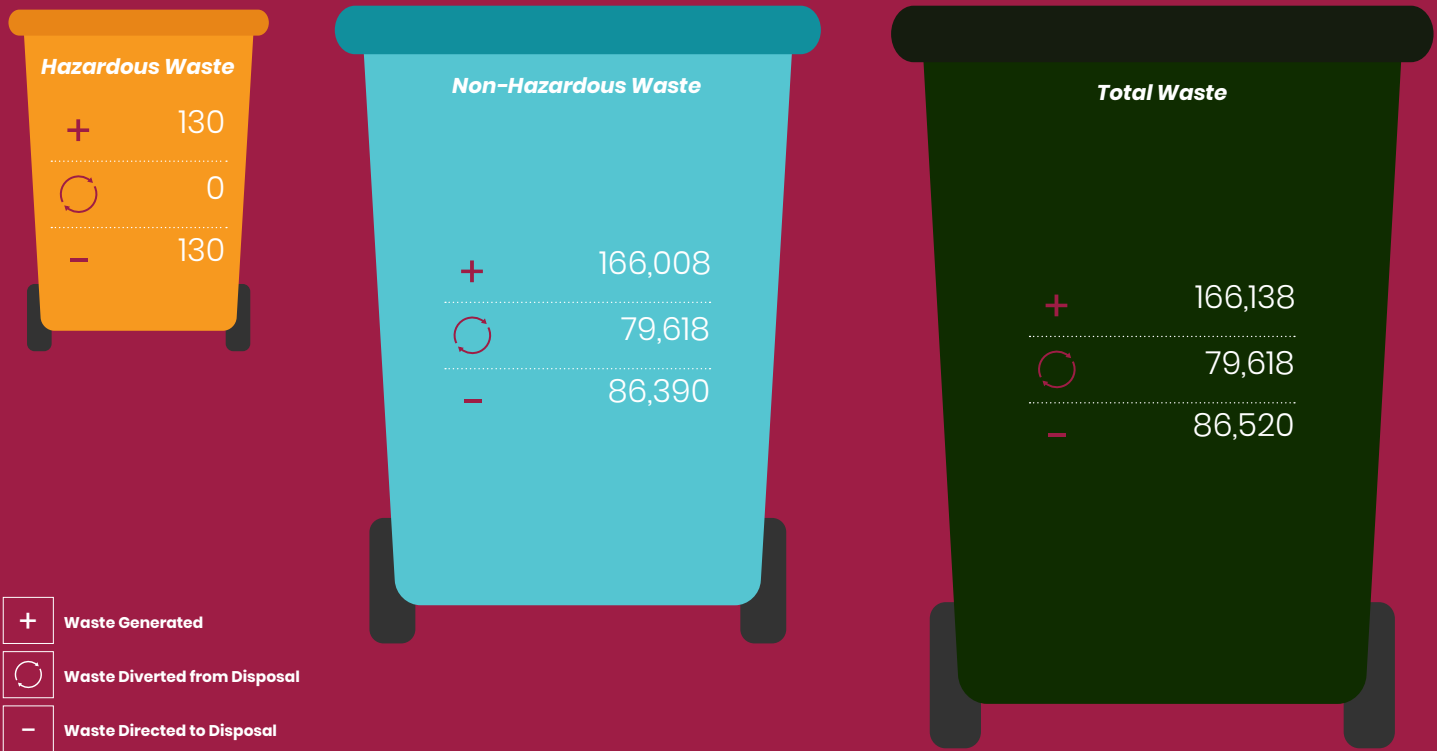 Hazardous Waste
+ 130
0
- 130
Non-Hazardous Waste
+ 166,008
79,618
- 86,390
Total Waste
+ 166,138
79,618
- 86,520
+ Waste Generated
Waste Diverted from Disposal
- Waste Directed to Disposal